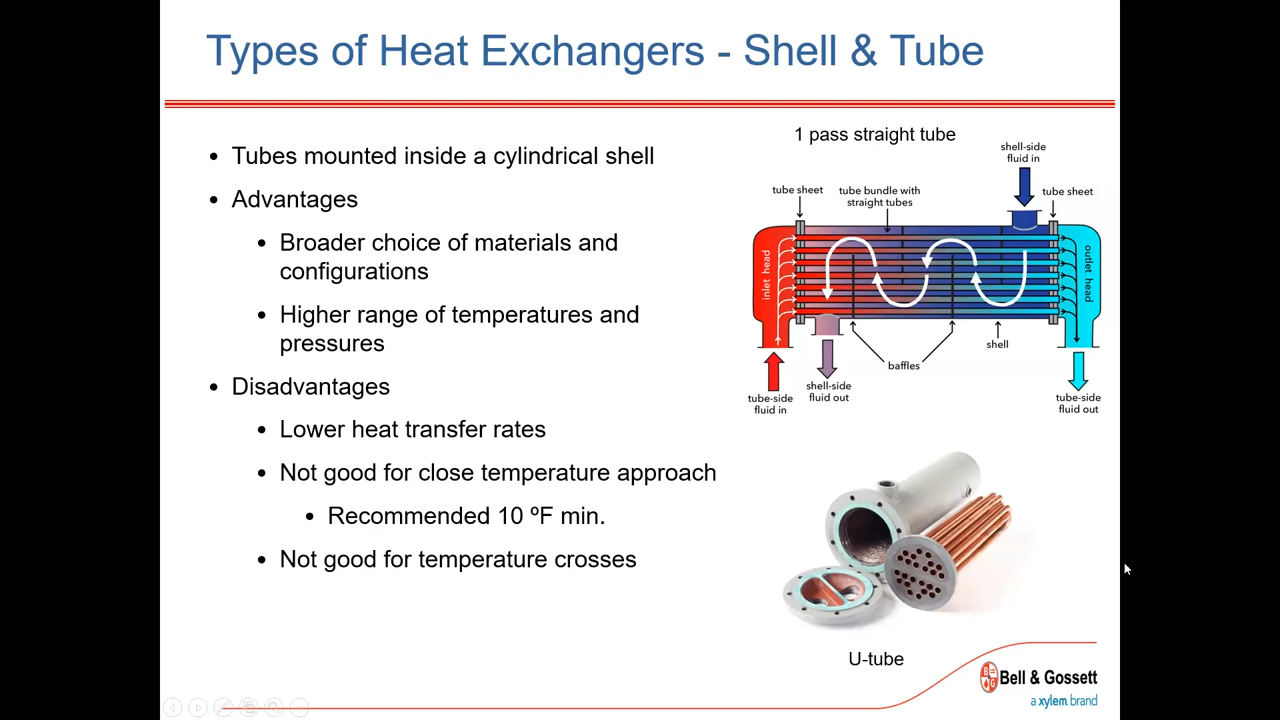 Types of Heat Exchangers - Shell & Tube
• Tubes mounted inside a cylindrical shell
• Advantages
• Broader choice of materials and
configurations
• Higher range of temperatures and
pressures
• Disadvantages
• Lower heat transfer rates
• Not good for close temperature approach
• Recommended 10 ºF min.
• Not good for temperature crosses
1 pass straight tube
shell-side
fluid in
tube sheet
tube bundle with
straight tubes
tube sheet
inlet head
outlet head
shell
baffles
tube-side
fluid in
shell-side
fluid out
tube-side
fluid out
U-tube
B G
Bell & Gossett
a xylem brand